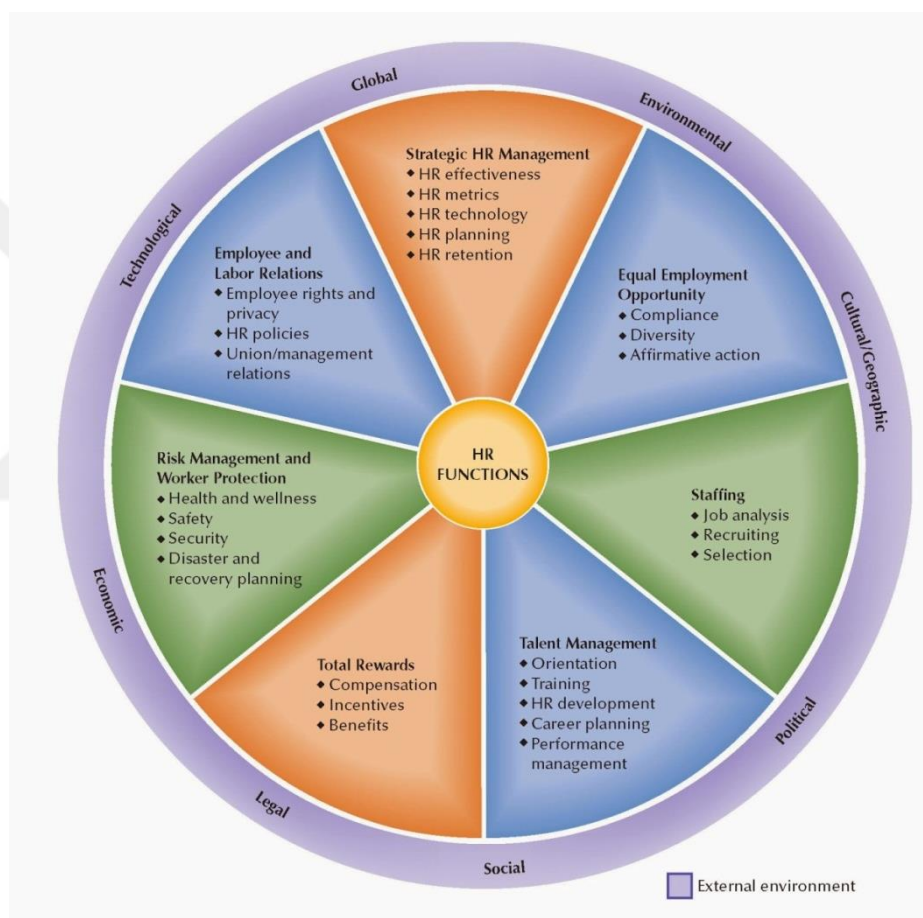 Global
Environmental
Technological
Cultural/Geographic
Economic
Political
Legal
Social
Strategic HR Management
◆ HR effectiveness
◆ HR metrics
◆ HR technology
◆ HR planning
◆ HR retention
Employee and
Labor Relations
◆ Employee rights and
privacy
◆ HR policies
◆ Union/management
relations
Equal Employment
Opportunity
◆ Compliance
◆ Diversity
◆ Affirmative action
HR
FUNCTIONS
Risk Management and
Worker Protection
◆ Health and wellness
◆ Safety
◆ Security
◆ Disaster and
recovery planning
Staffing
◆ Job analysis
◆ Recruiting
◆ Selection
Total Rewards
◆ Compensation
◆ Incentives
◆ Benefits
Talent Management
◆ Orientation
◆ Training
◆ HR development
◆ Career planning
◆ Performance
management
External environment